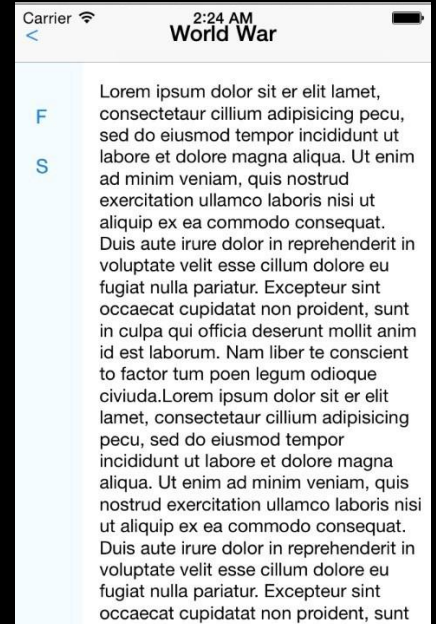 Carrier 2:24 AM
< World War
F
S
Lorem ipsum dolor sit er elit lamet,
consectetaur cillium adipisicing pecu,
sed do eiusmod tempor incididunt ut
labore et dolore magna aliqua. Ut enim
ad minim veniam, quis nostrud
exercitation ullamco laboris nisi ut
aliquip ex ea commodo consequat.
Duis aute irure dolor in reprehenderit in
voluptate velit esse cillum dolore eu
fugiat nulla pariatur. Excepteur sint
occaecat cupidatat non proident, sunt
in culpa qui officia deserunt mollit anim
id est laborum. Nam liber te conscient
to factor tum poen legum odioque
civiuda.Lorem ipsum dolor sit er elit
lamet, consectetaur cillium adipisicing
pecu, sed do eiusmod tempor
incididunt ut labore et dolore magna
aliqua. Ut enim ad minim veniam, quis
nostrud exercitation ullamco laboris nisi
ut aliquip ex ea commodo consequat.
Duis aute irure dolor in reprehenderit in
voluptate velit esse cillum dolore eu
fugiat nulla pariatur. Excepteur sint
occaecat cupidatat non proident, sunt